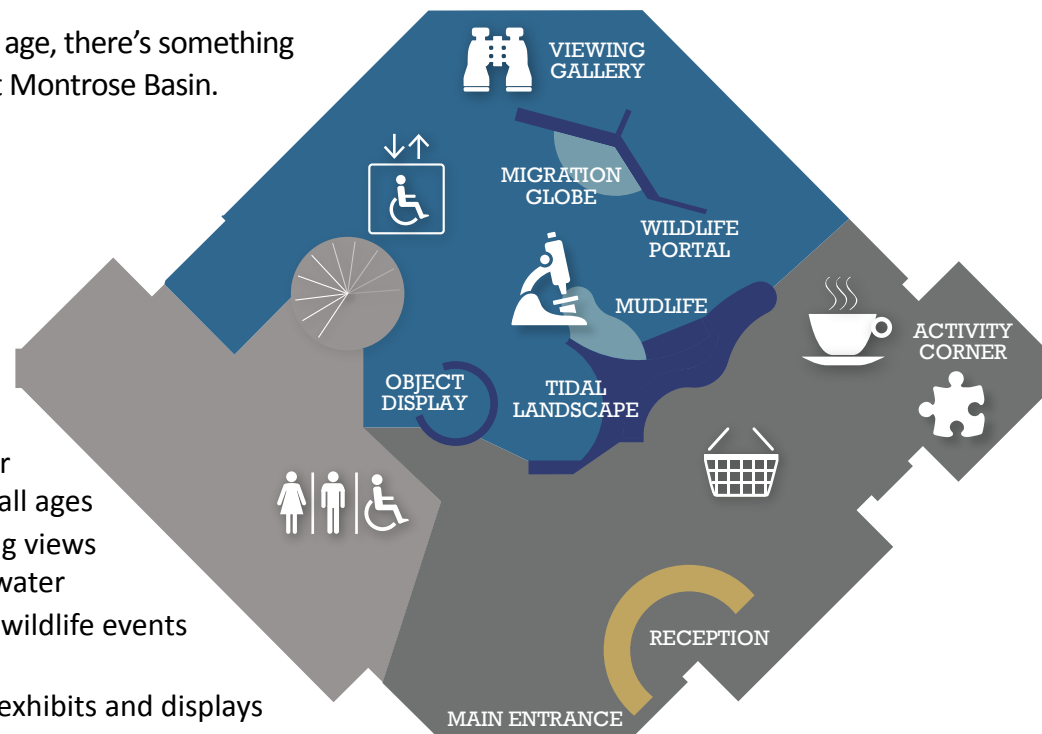 age, there's something
t Montrose Basin.
VIEWING
GALLERY
MIGRATION
GLOBE
WILDLIFE
PORTAL
MUDLIFE
ACTIVITY
CORNER
OBJECT
DISPLAY
TIDAL
LANDSCAPE
r
all ages
g views
water
wildlife events
exhibits and displays
RECEPTION
MAIN ENTRANCE